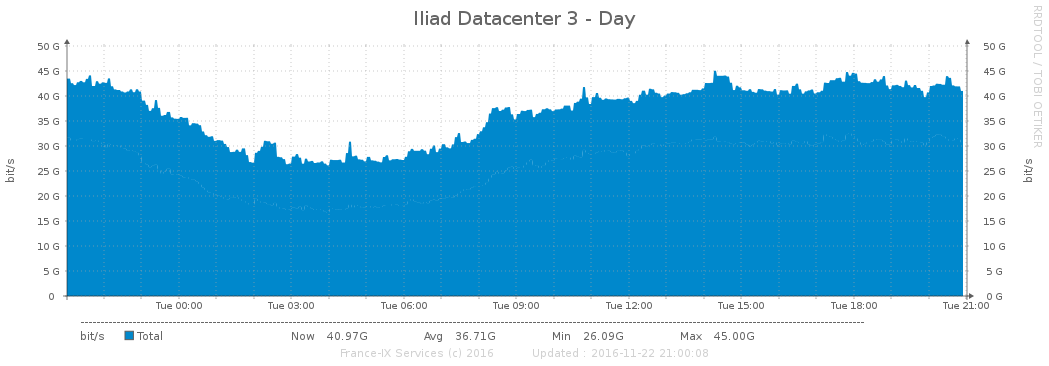 Iliad Datacenter 3 - Day
RRDTOOL / TOBI OETIKER
50 G 50 G
45 G 45 G
40 G 40 G
35 G 35 G
30 G 30 G
25 G 25 G
20 G 20 G
15 G 15 G
10 G 10 G
5 G 5 G
0 0 G
bit/s bit/s
Tue 00:00 Tue 03:00 Tue 06:00 Tue 09:00 Tue 12:00 Tue 15:00 Tue 18:00 Tue 21:00
bit/s Total Now 40.97G Avg 36.71G Min 26.09G Max 45.00G
France-IX Services (c) 2016 Updated : 2016-11-22 21:00:08